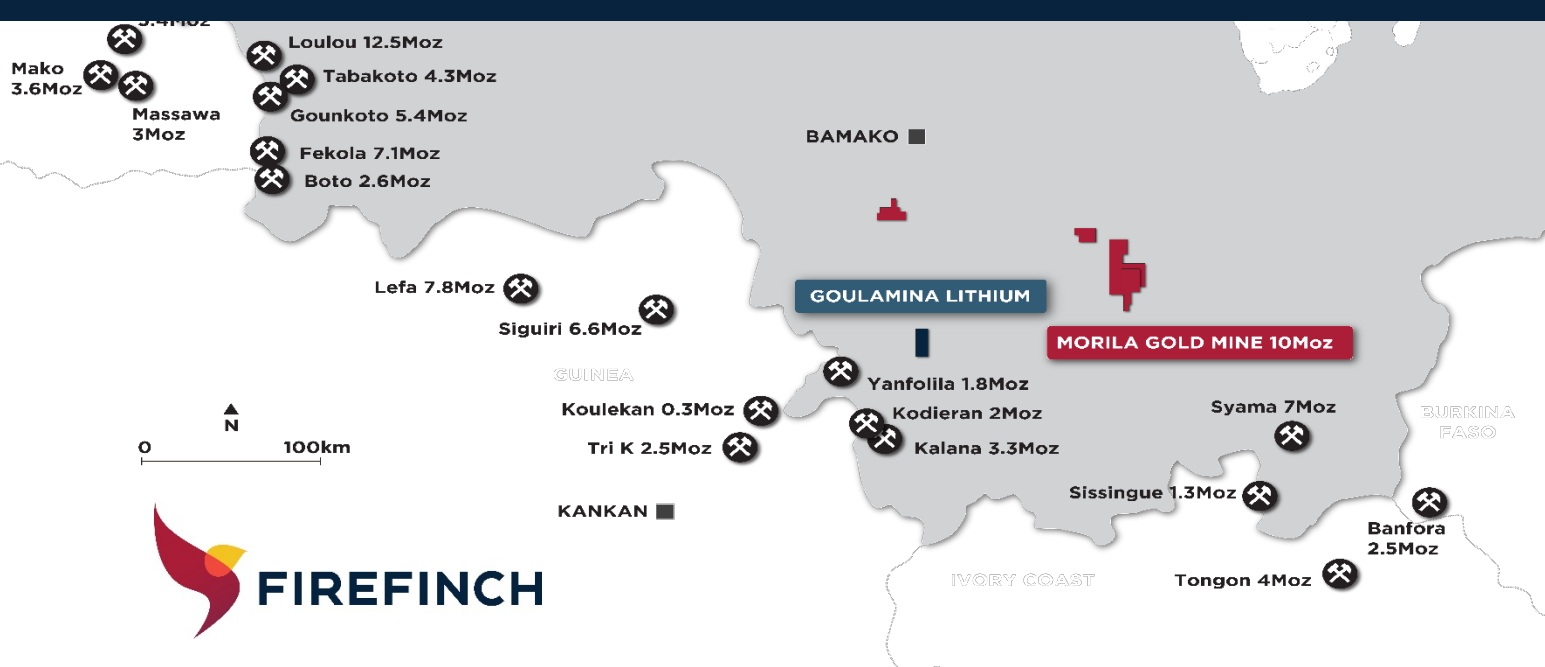 Loulou 12.5Moz
Mako
3.6Moz
Tabakoto 4.3Moz
Massawa
3Moz
Gounkoto 5.4Moz
BAMAKO
Fekola 7.1Moz
Boto 2.6Moz
Lefa 7.8Moz
GOULAMINA LITHIUM
Siguiri 6.6Moz
MORILA GOLD MINE 10Moz
GUINEA
Yanfolila 1.8Moz
Koulekan 0.3Moz
Kodieran 2Moz
Syama 7Moz
BURKINA
FASO
N
0
100km
Tri K 2.5Moz
Kalana 3.3Moz
Sissingue 1.3Moz
KANKAN
Banfora
2.5Moz
IVORY COAST
Tongon 4Moz
FIREFINCH